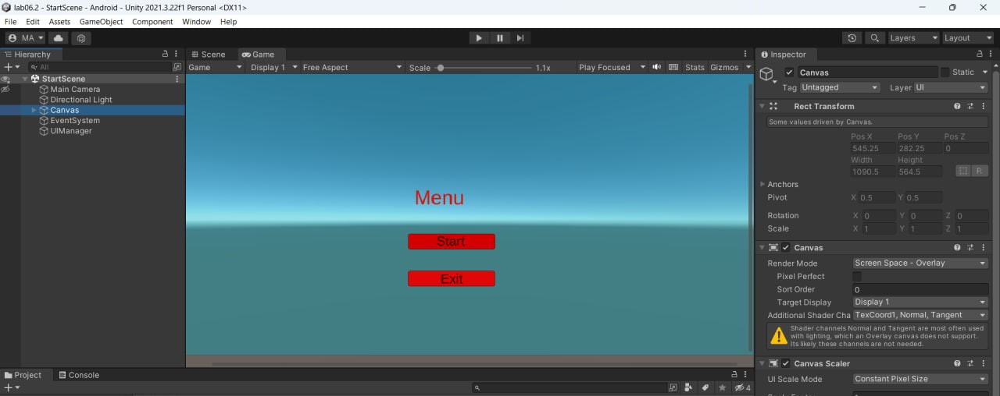 lab06.2 - StartScene - Android - Unity 2021.3.22f1 Personal <DX11>
File Edit Assets GameObject Component Window Help
MA Layers Layout
Hierarchy
All
StartScene
Main Camera
Directional Light
Canvas
EventSystem
UIManager
Scene Game
Game Display 1 Free Aspect Scale 1.1x Play Focused Stats Gizmos
Menu
Start
Exit
Inspector
Canvas Static
Tag Untagged Layer UI
Rect Transform
Some values driven by Canvas.
Pos X Pos Y Pos Z
545.25 282.25 0
Width Height
1090.5 564.5 R
Anchors
Pivot X 0.5 Y 0.5
Rotation X 0 Y 0 Z 0
Scale X 1 Y 1 Z 1
Canvas
Render Mode Screen Space - Overlay
Pixel Perfect
Sort Order 0
Target Display Display 1
Additional Shader Cha TexCoord1, Normal, Tangent
Shader channels Normal and Tangent are most often used
with lighting, which an Overlay canvas does not support.
Its likely these channels are not needed.
Canvas Scaler
UI Scale Mode Constant Pixel Size
Project Console
4